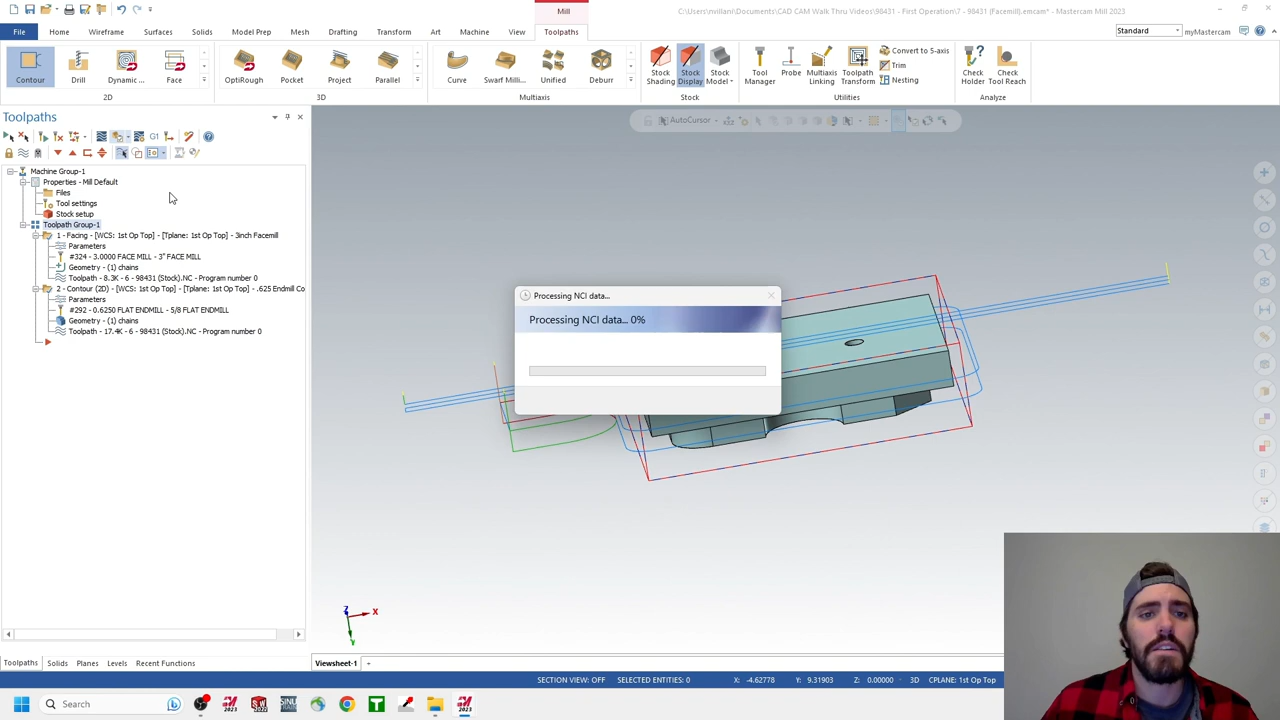 Mill
C:\Users\nvillani\Documents\CAD CAM Walk Thru Videos\98431 - First Operation\7 - 98431 (Facemill).emcam* - Mastercam Mill 2023
File
Home
Wireframe
Surfaces
Solids
Model Prep
Mesh
Drafting
Transform
Art
Machine
View
Toolpaths
Standard
myMastercam
Contour
Drill
Dynamic ...
Face
OptiRough
Pocket
Project
Parallel
Curve
Swarf Milli...
Unified
Deburr
Stock Shading
Stock Display
Stock Model
Tool Manager
Probe
Multiaxis Linking
Toolpath Transform
Convert to 5-axis
Trim
Nesting
Check Holder
Check Tool Reach
2D
3D
Multiaxis
Stock
Utilities
Analyze
Toolpaths
AutoCursor
G1
Machine Group-1
Properties - Mill Default
Files
Tool settings
Stock setup
Toolpath Group-1
1 - Facing - [WCS: 1st Op Top] - [Tplane: 1st Op Top] - 3inch Facemill
Parameters
#324 - 3.0000 FACE MILL - 3" FACE MILL
Geometry - (1) chains
Toolpath - 8.3K - 6 - 98431 (Stock).NC - Program number 0
2 - Contour (2D) - [WCS: 1st Op Top] - [Tplane: 1st Op Top] - .625 Endmill Co
Parameters
#292 - 0.6250 FLAT ENDMILL - 5/8 FLAT ENDMILL
Geometry - (1) chains
Toolpath - 17.4K - 6 - 98431 (Stock).NC - Program number 0
Processing NCI data...
Processing NCI data... 0%
Z
X
Y
Toolpaths
Solids
Planes
Levels
Recent Functions
Viewsheet-1
+
SECTION VIEW: OFF
SELECTED ENTITIES: 0
X: -4.62778
Y: 9.31903
Z: 0.00000
3D
CPLANE: 1st Op Top
Search